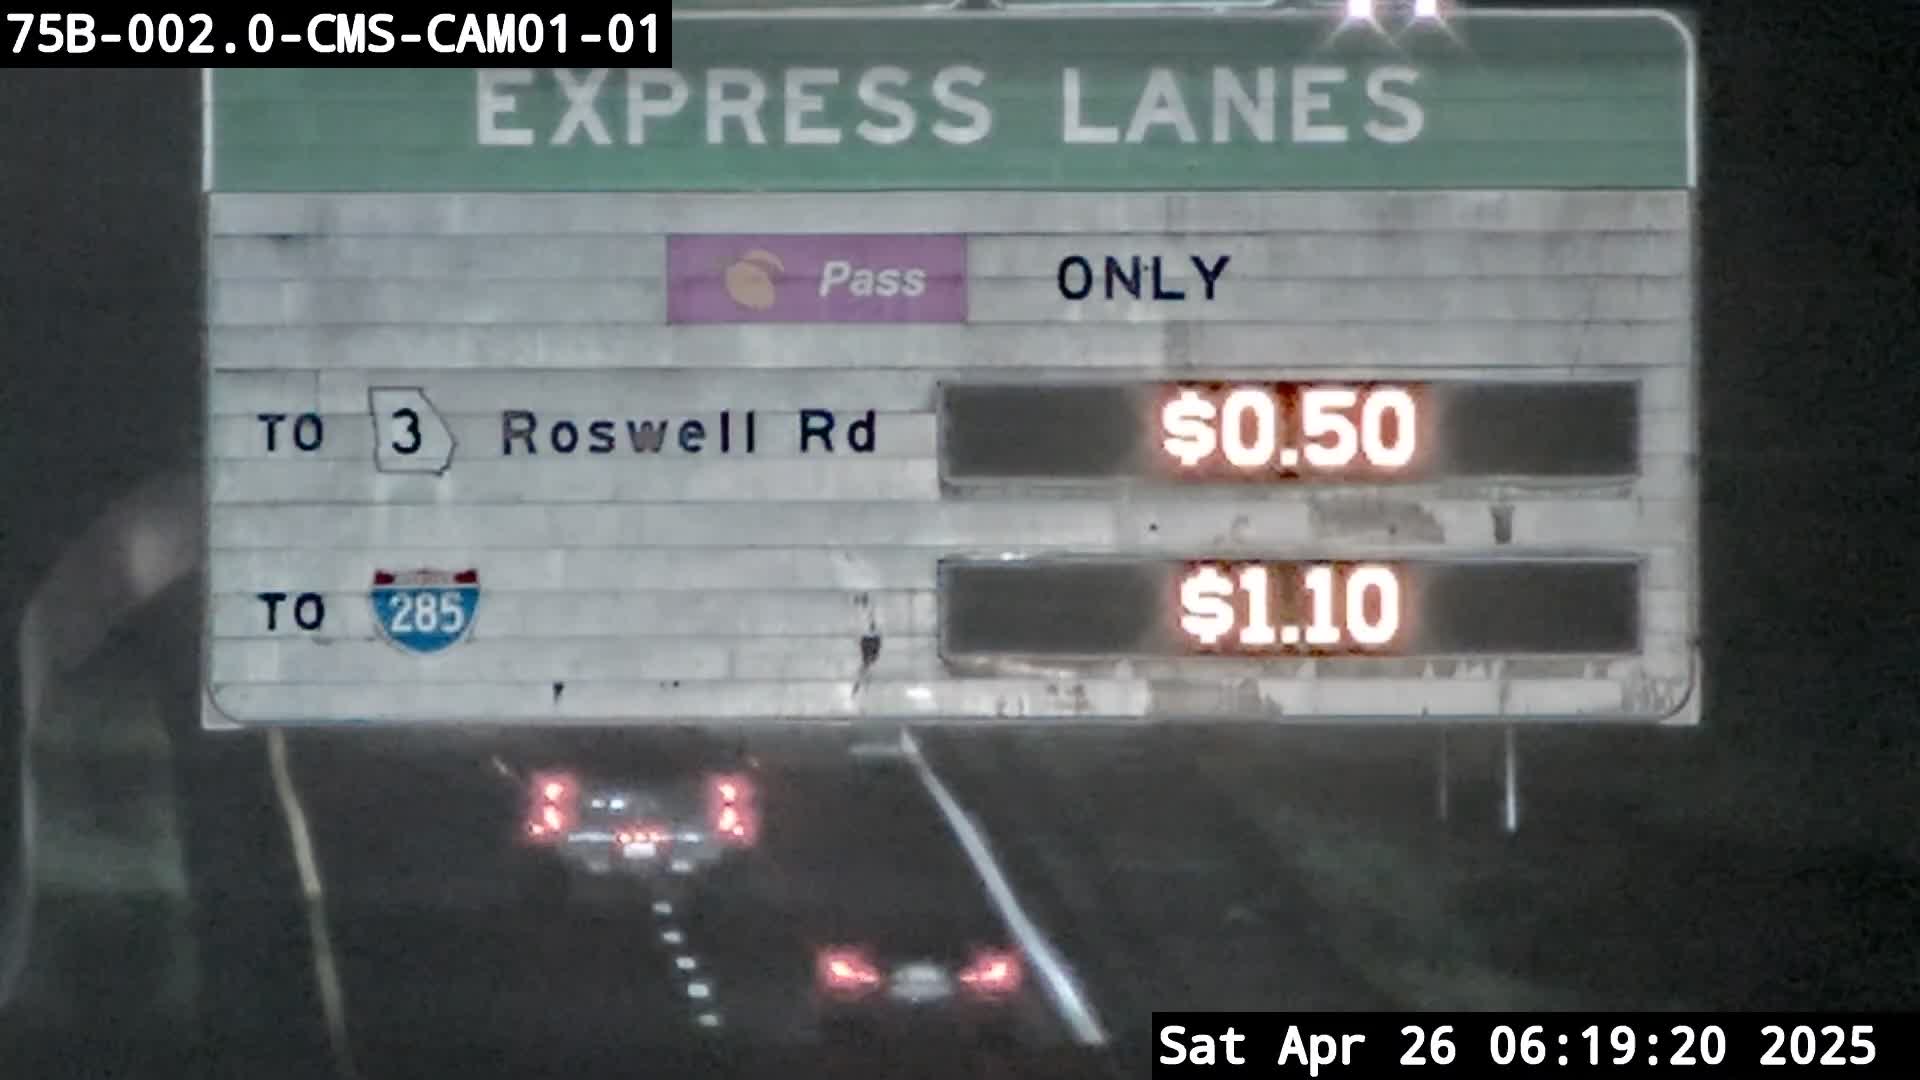 75B-002.0-CMS-CAM01-01
EXPRESS LANES
Pass ONLY
TO 3 Roswell Rd $0.50
TO 285 $1.10
Sat Apr 26 06:19:20 2025